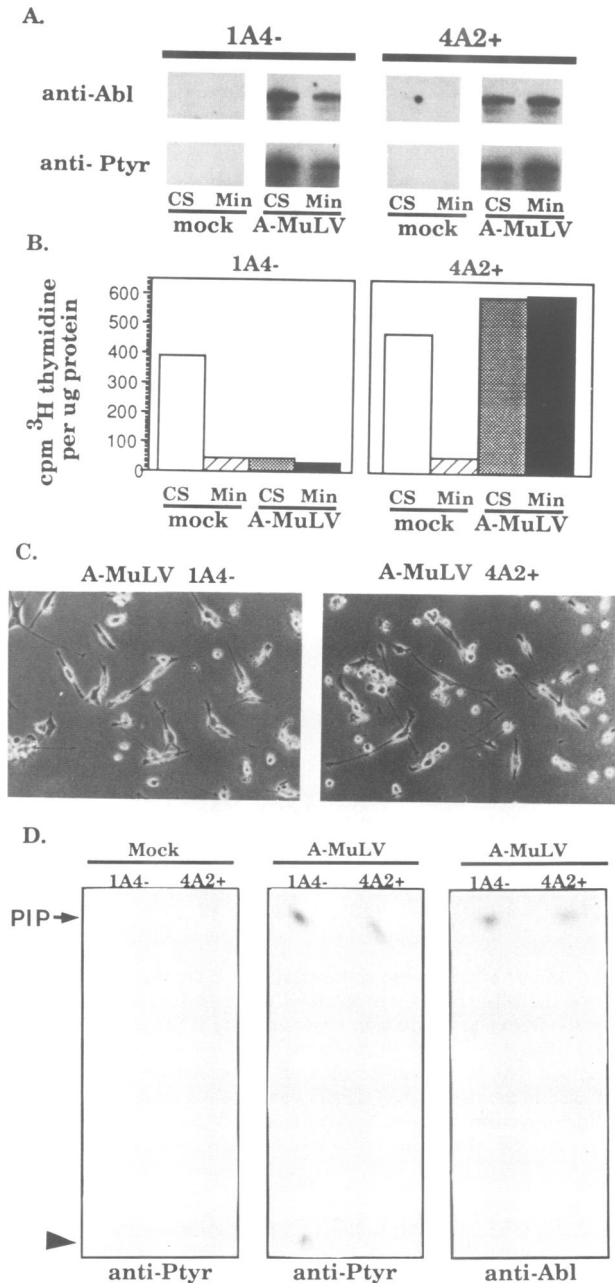 A.
1A4-
4A2+
anti-Abl
anti- Ptyr
CS Min CS Min CS Min CS Min
mock A-MuLV mock A-MuLV
B.
1A4-
4A2+
cpm ³H thymidine
per ug protein
600
500
400
300
200
100
0
CS Min CS Min CS Min CS Min
mock A-MuLV mock A-MuLV
C.
A-MuLV 1A4-
A-MuLV 4A2+
D.
Mock A-MuLV A-MuLV
1A4- 4A2+ 1A4- 4A2+ 1A4- 4A2+
PIP
anti-Ptyr anti-Ptyr anti-Abl